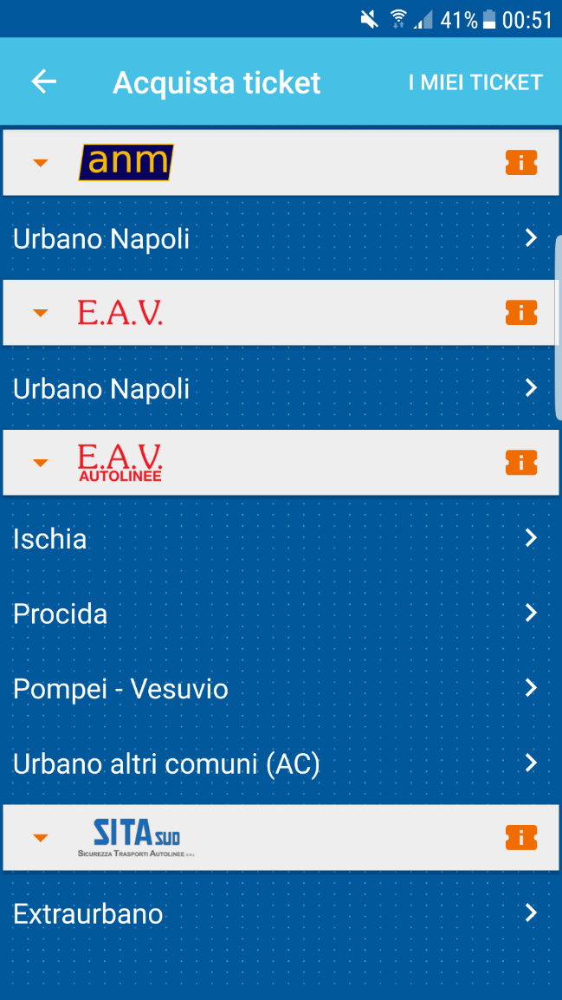 41% 00:51
Acquista ticket I MIEI TICKET
anm
Urbano Napoli
E.A.V.
Urbano Napoli
E.A.V.
AUTOLINEE
Ischia
Procida
Pompei - Vesuvio
Urbano altri comuni (AC)
SITA SUD
SICUREZZA TRASPORTI AUTOLINEE S.R.L.
Extraurbano